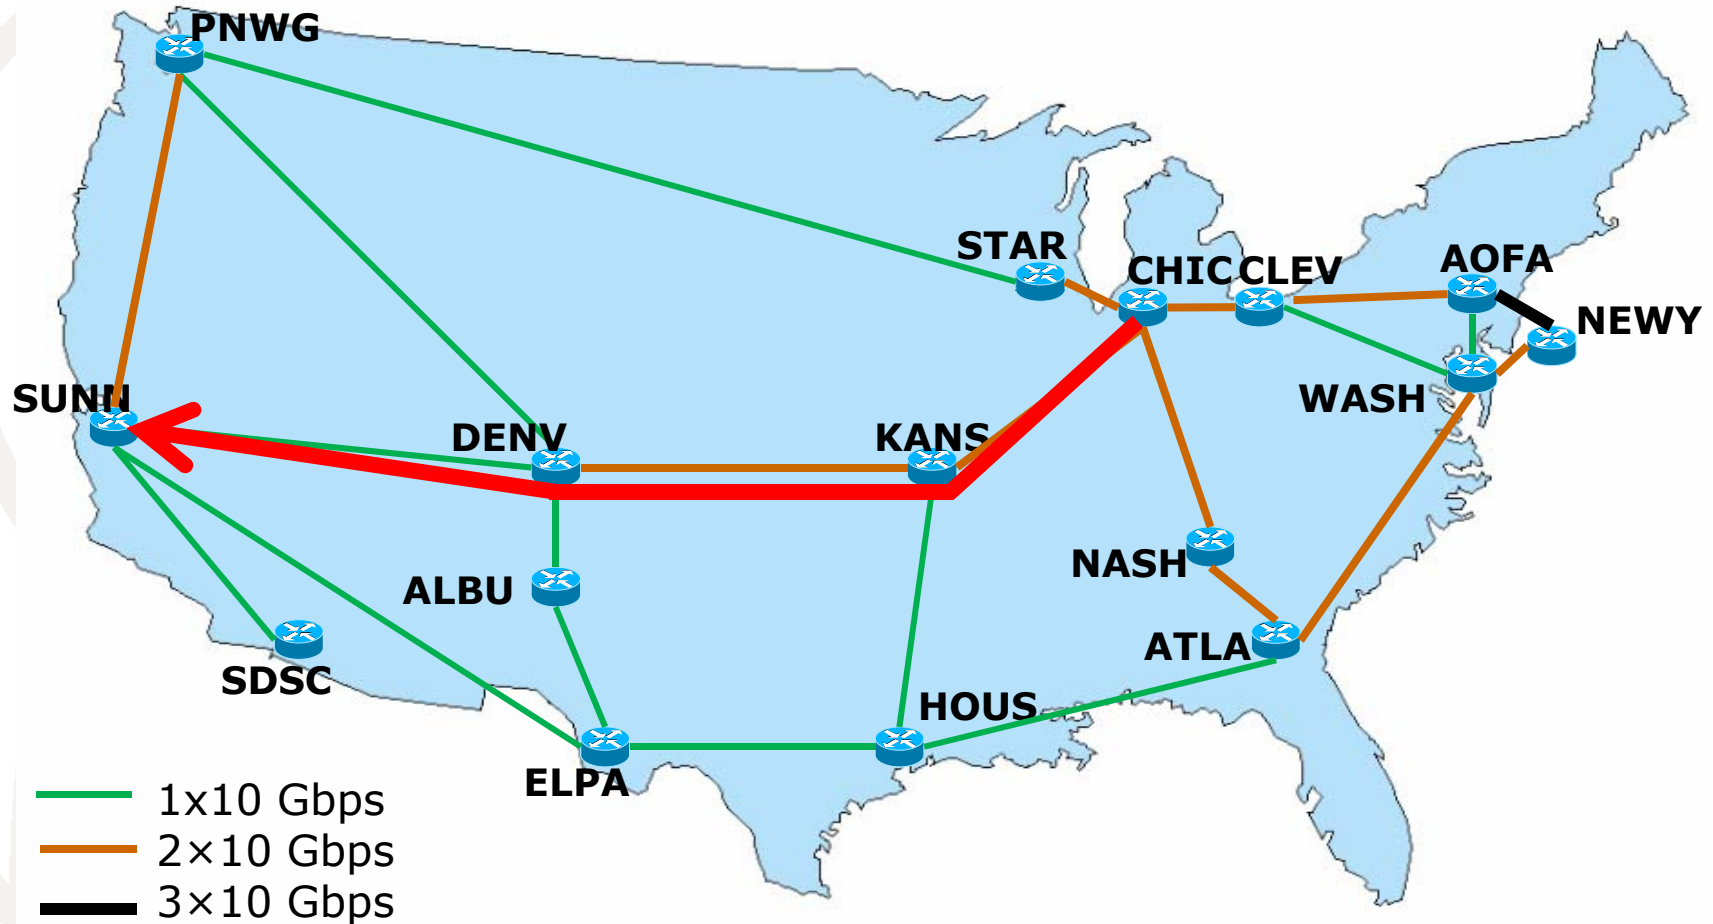 PNWG
STAR
CHIC
CLEV
AOFA
NEWY
SUNN
DENV
KANS
WASH
ALBU
NASH
SDSC
ATLA
HOUS
ELPA
1x10 Gbps
2×10 Gbps
3×10 Gbps